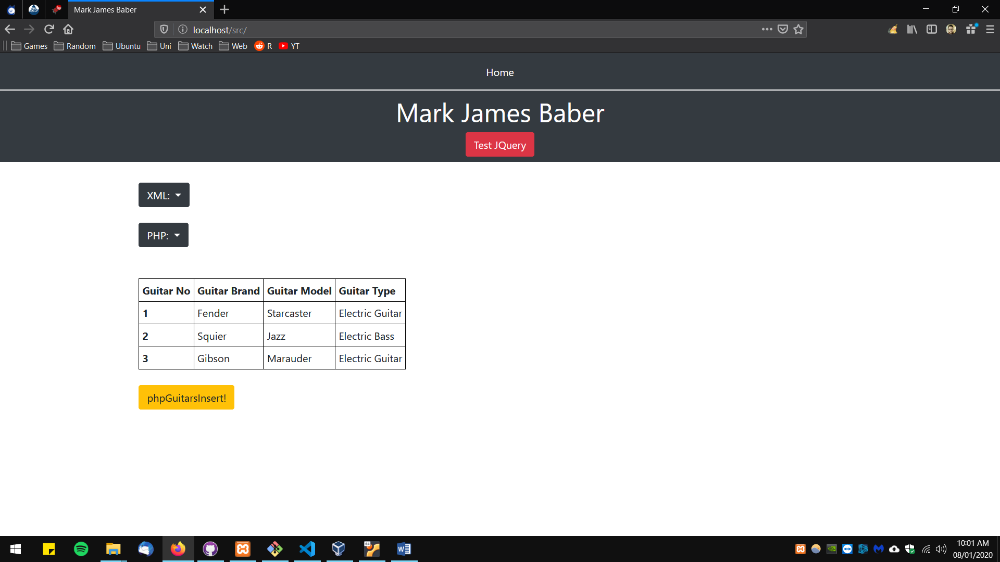 Mark James Baber
localhost/src/
Games Random Ubuntu Uni Watch Web R YT
Home
Mark James Baber
Test JQuery
XML:
PHP:
Guitar No Guitar Brand Guitar Model Guitar Type
1 Fender Starcaster Electric Guitar
2 Squier Jazz Electric Bass
3 Gibson Marauder Electric Guitar
phpGuitarsInsert!
64
10:01 AM
08/01/2020